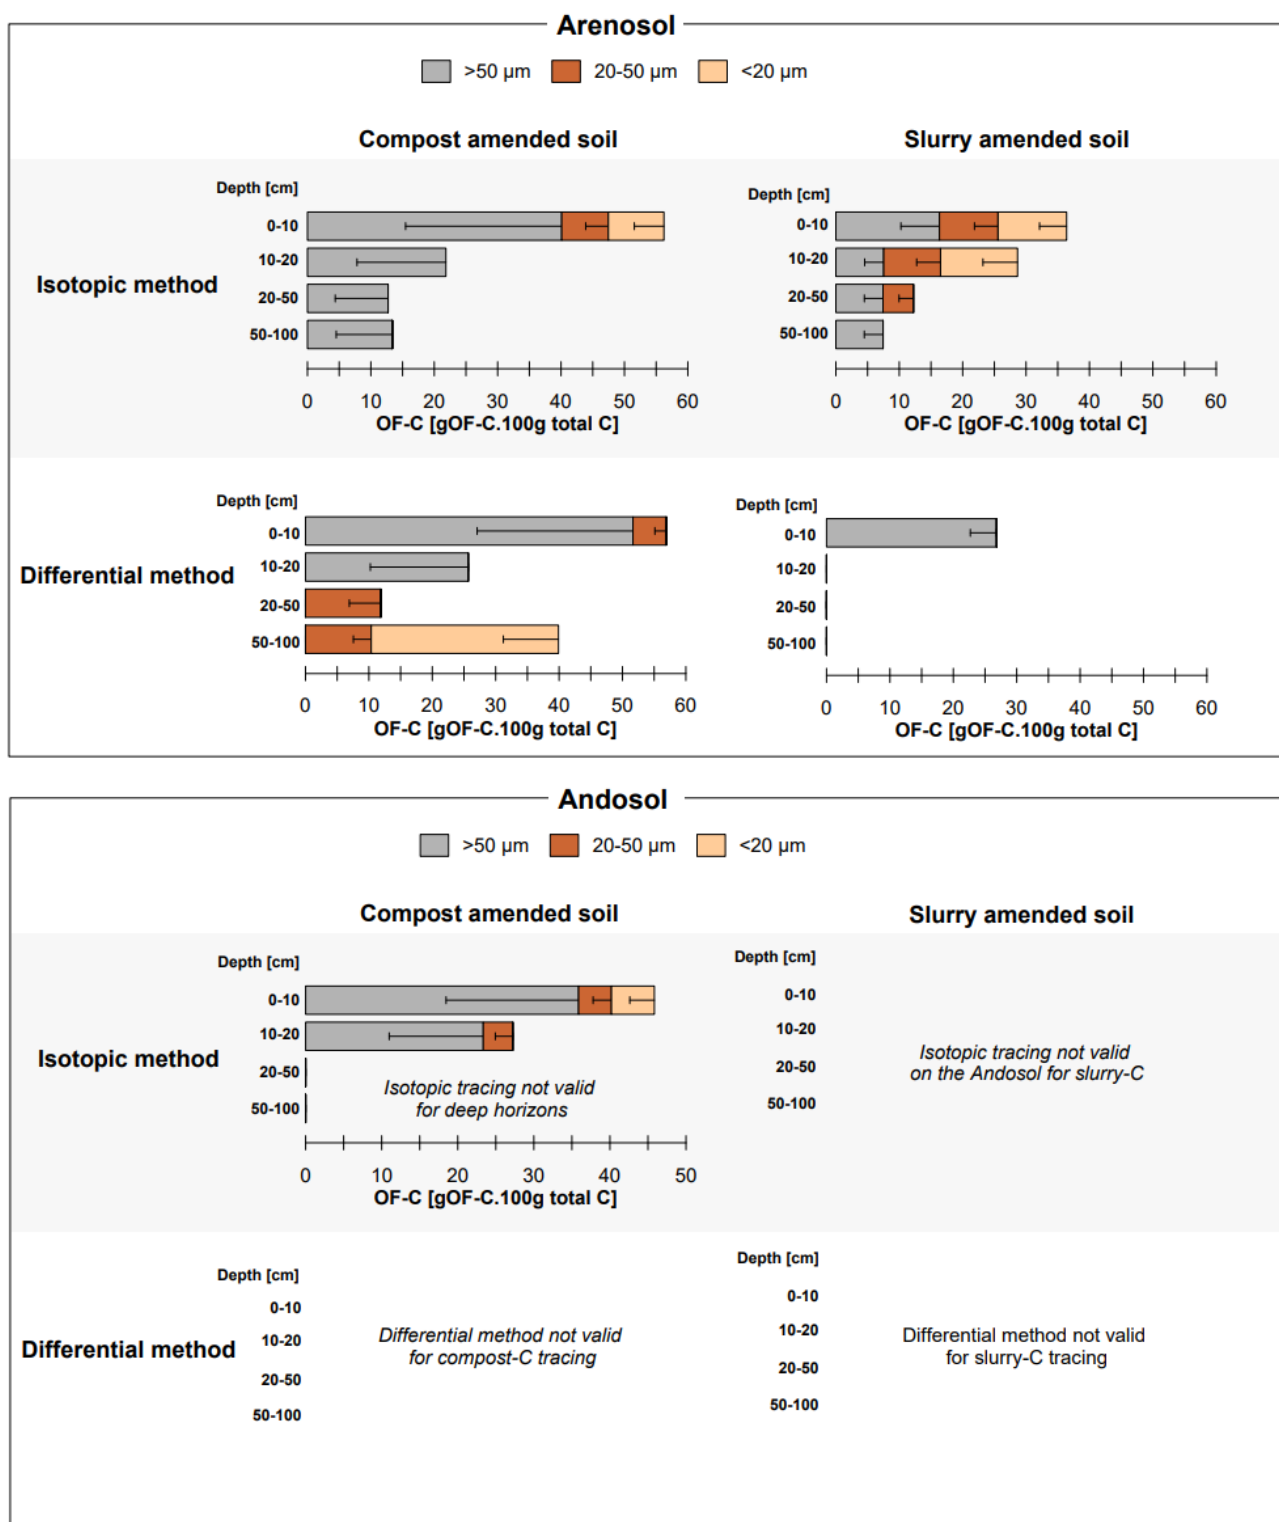 Arenosol
>50 µm 20-50 µm <20 µm
Compost amended soil
Slurry amended soil
Isotopic method
Depth [cm]
0-10
10-20
20-50
50-100
0 10 20 30 40 50 60
OF-C [gOF-C.100g total C]
Depth [cm]
0-10
10-20
20-50
50-100
0 10 20 30 40 50 60
OF-C [gOF-C.100g total C]
Differential method
Depth [cm]
0-10
10-20
20-50
50-100
0 10 20 30 40 50 60
OF-C [gOF-C.100g total C]
Depth [cm]
0-10
10-20
20-50
50-100
0 10 20 30 40 50 60
OF-C [gOF-C.100g total C]
Andosol
>50 µm 20-50 µm <20 µm
Compost amended soil
Slurry amended soil
Isotopic method
Depth [cm]
0-10
10-20
20-50
50-100
Isotopic tracing not valid
for deep horizons
0 10 20 30 40 50
OF-C [gOF-C.100g total C]
Depth [cm]
0-10
10-20
20-50
50-100
Isotopic tracing not valid
on the Andosol for slurry-C
Differential method
Depth [cm]
0-10
10-20
20-50
50-100
Differential method not valid
for compost-C tracing
Depth [cm]
0-10
10-20
20-50
50-100
Differential method not valid
for slurry-C tracing